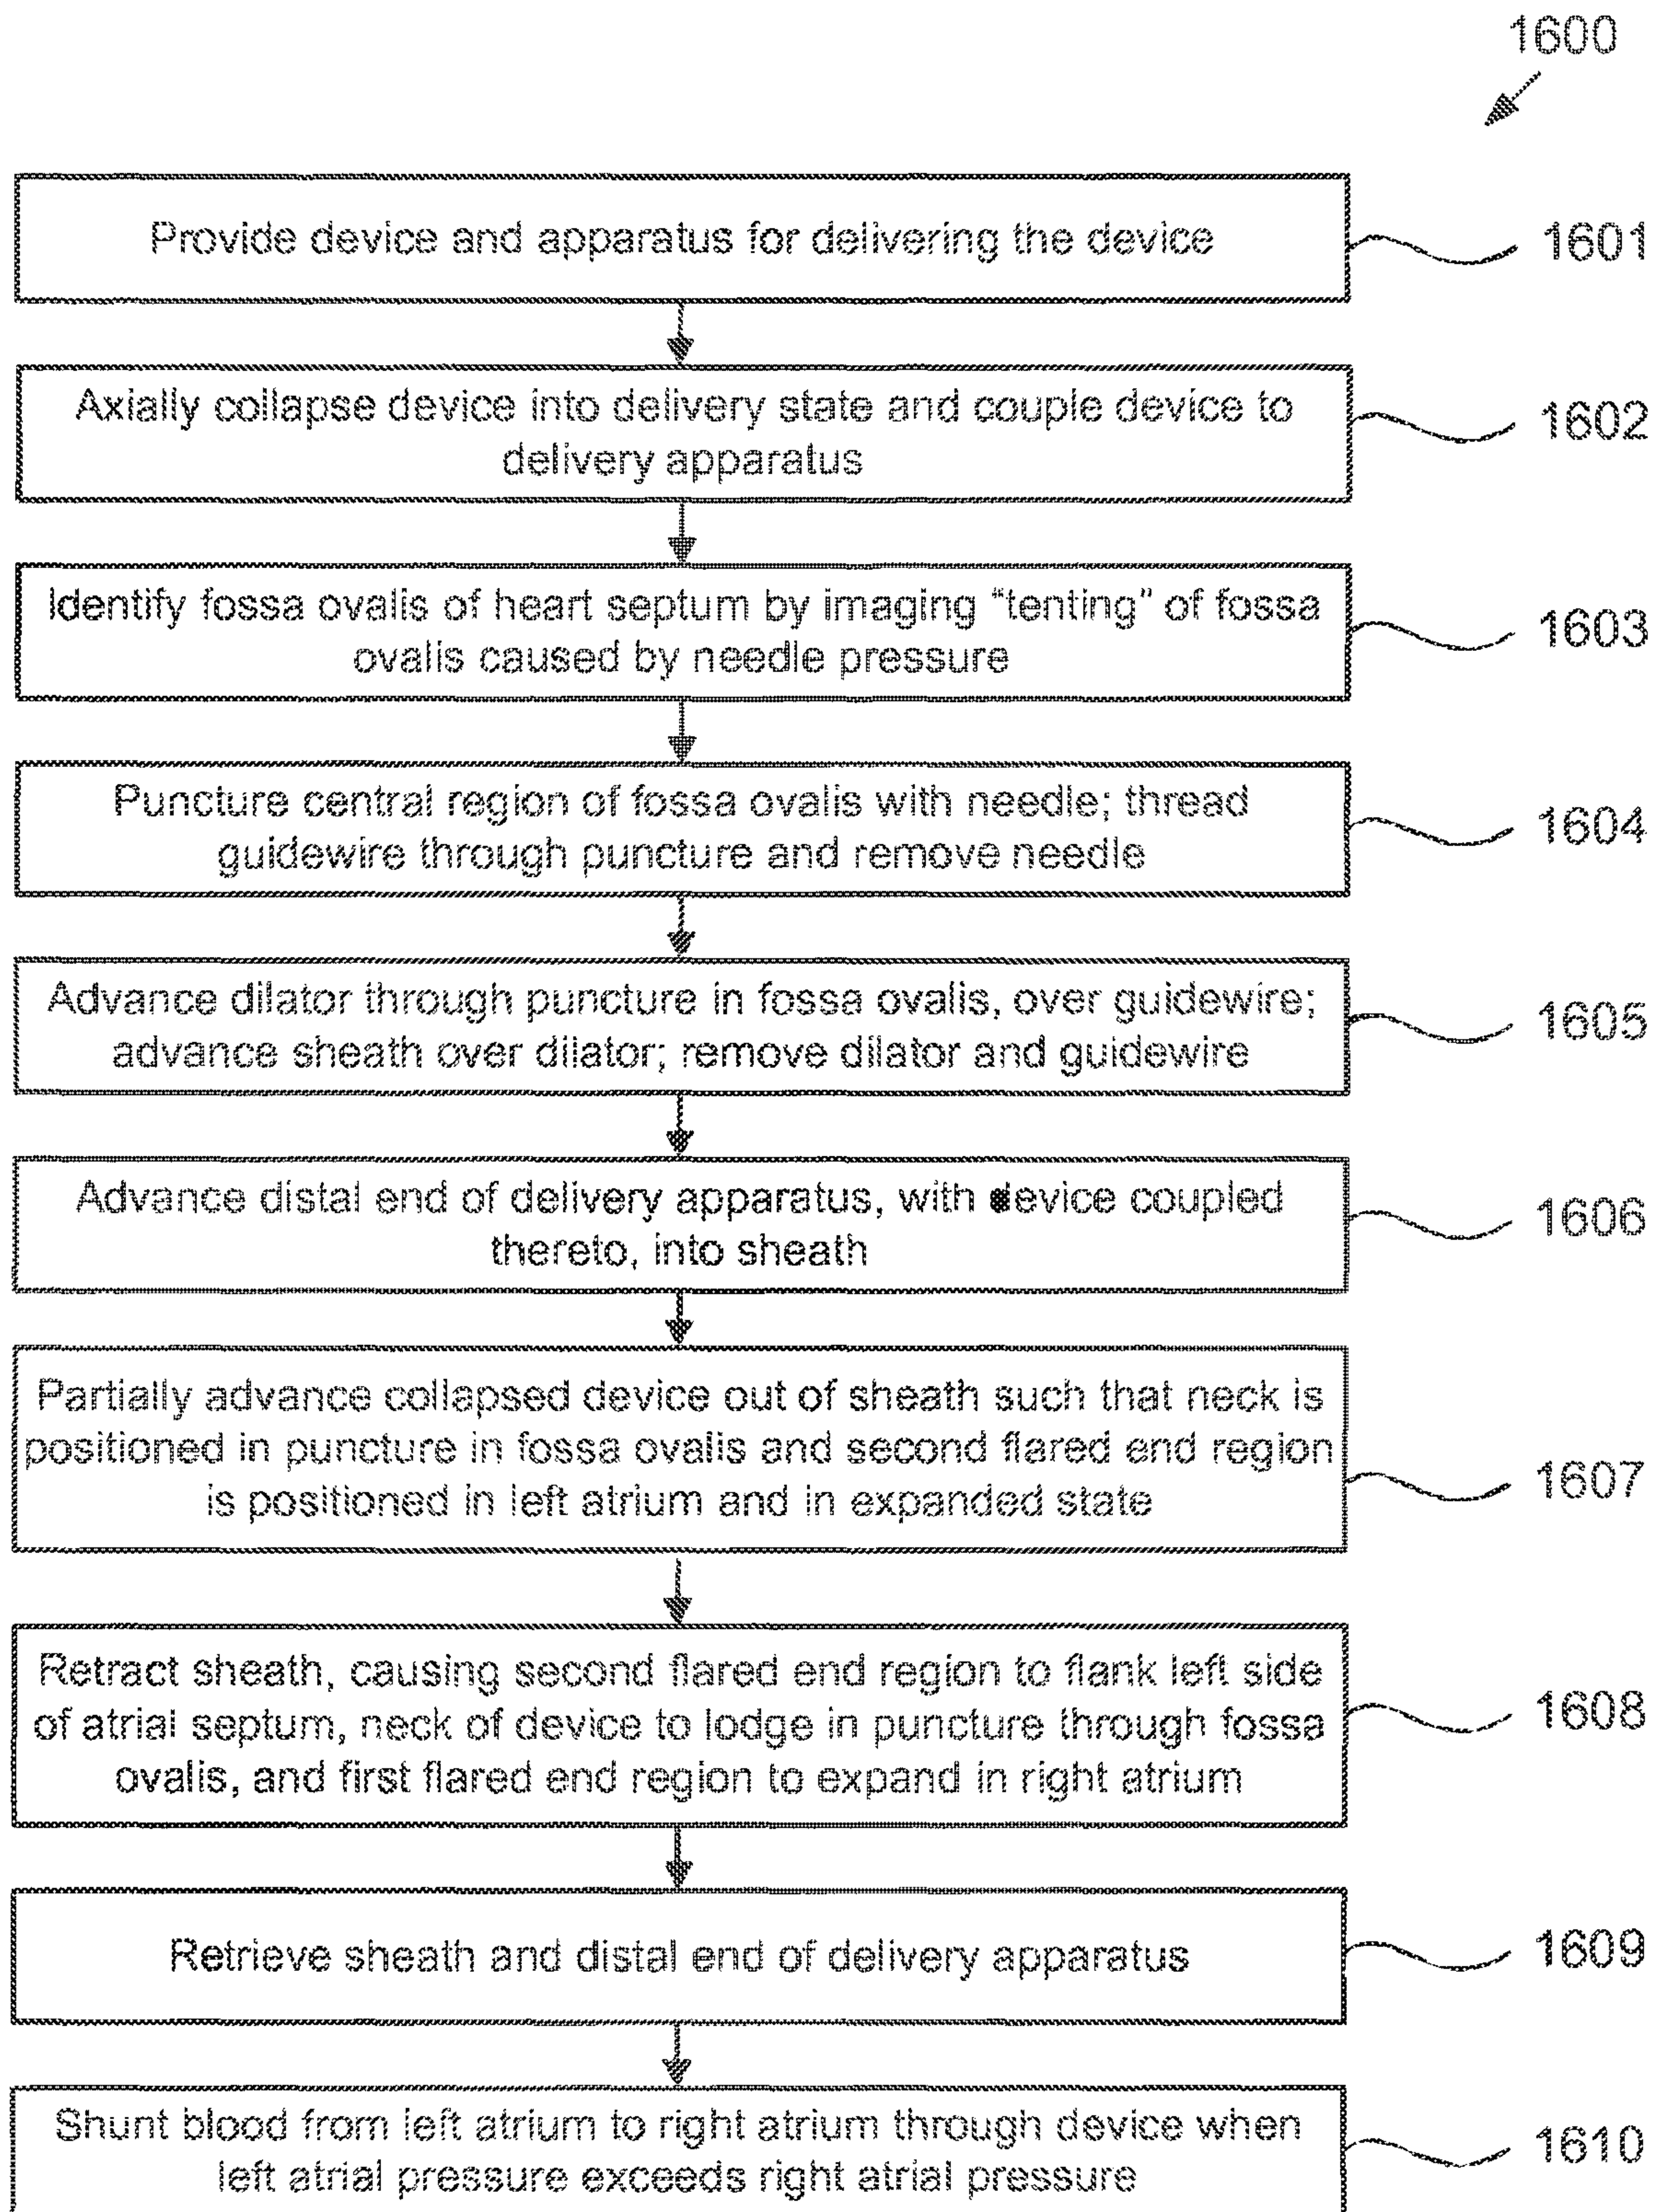 1600
Provide device and apparatus for delivering the device
1601
Axially collapse device into delivery state and couple device to
delivery apparatus
1602
Identify fossa ovalis of heart septum by imaging "tenting" of fossa
ovalis caused by needle pressure
1603
Puncture central region of fossa ovalis with needle; thread
guidewire through puncture and remove needle
1604
Advance dilator through puncture in fossa ovalis, over guidewire;
advance sheath over dilator; remove dilator and guidewire
1605
Advance distal end of delivery apparatus, with device coupled
thereto, into sheath
1606
Partially advance collapsed device out of sheath such that neck is
positioned in puncture in fossa ovalis and second flared end region
is positioned in left atrium and in expanded state
1607
Retract sheath, causing second flared end region to flank left side
of atrial septum, neck of device to lodge in puncture through fossa
ovalis, and first flared end region to expand in right atrium
1608
Retrieve sheath and distal end of delivery apparatus
1609
Shunt blood from left atrium to right atrium through device when
left atrial pressure exceeds right atrial pressure
1610